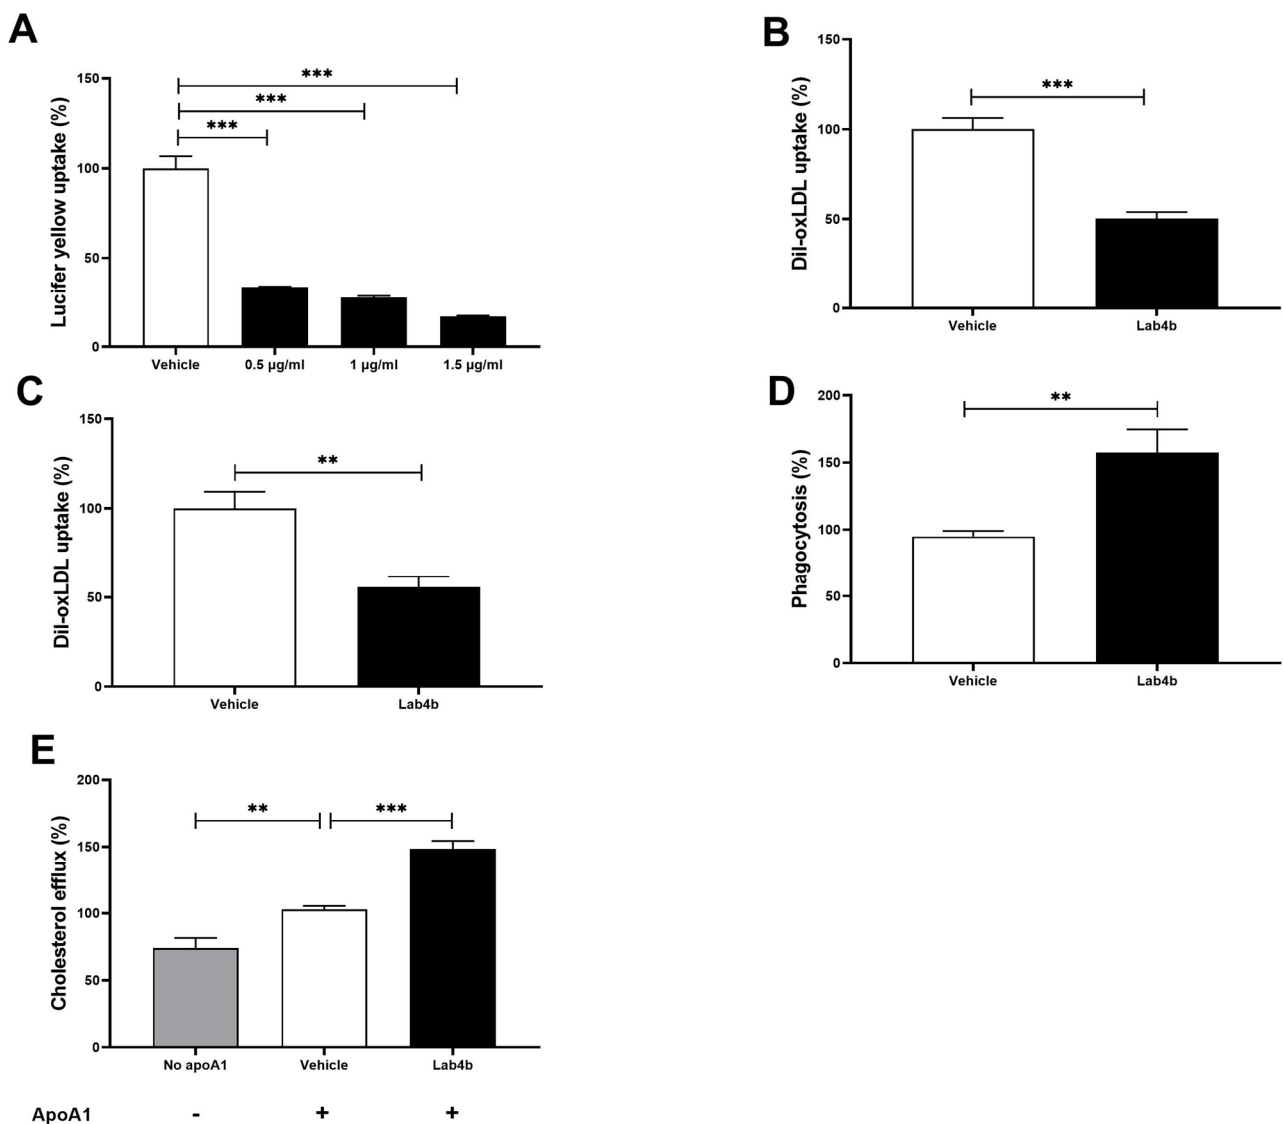 A
Lucifer yellow uptake (%)
150
100
50
0
***
***
***
Vehicle 0.5 µg/ml 1 µg/ml 1.5 µg/ml
B
DiI-oxLDL uptake (%)
150
100
50
0
***
Vehicle Lab4b
C
DiI-oxLDL uptake (%)
150
100
50
0
**
Vehicle Lab4b
D
Phagocytosis (%)
200
150
100
50
0
**
Vehicle Lab4b
E
Cholesterol efflux (%)
200
150
100
50
0
** ***
No apoA1 Vehicle Lab4b
ApoA1 - + +